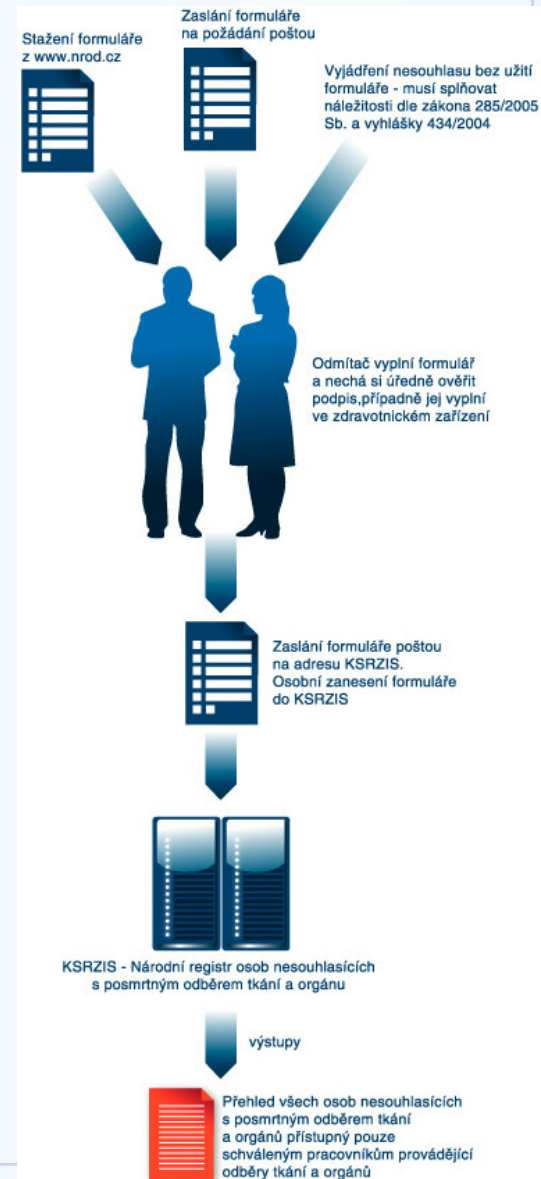 Stažení formuláře
z www.nrod.cz
Zaslání formuláře
na požádání poštou
Vyjádření nesouhlasu bez užití
formuláře - musí splňovat
náležitosti dle zákona 285/2005
Sb. a vyhlášky 434/2004
Odmítač vyplní formulář
a nechá si úředně ověřit
podpis,případně jej vyplní
ve zdravotnickém zařízení
Zaslání formuláře poštou
na adresu KSRZIS.
Osobní zanesení formuláře
do KSRZIS
KSRZIS - Národní registr osob nesouhlasících
s posmrtným odběrem tkání a orgánu
výstupy
Přehled všech osob nesouhlasících
s posmrtným odběrem tkání
a orgánů přístupný pouze
schváleným pracovníkům provádějící
odběry tkání a orgánů